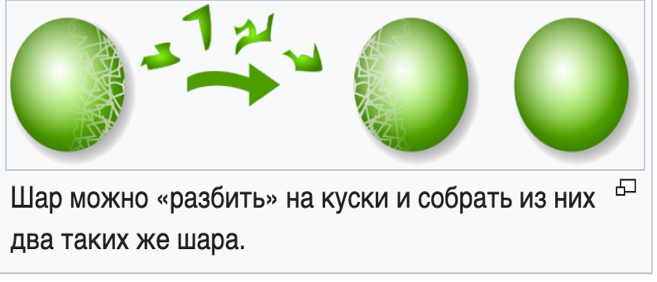 Шар можно «разбить» на куски и собрать из них
два таких же шара.